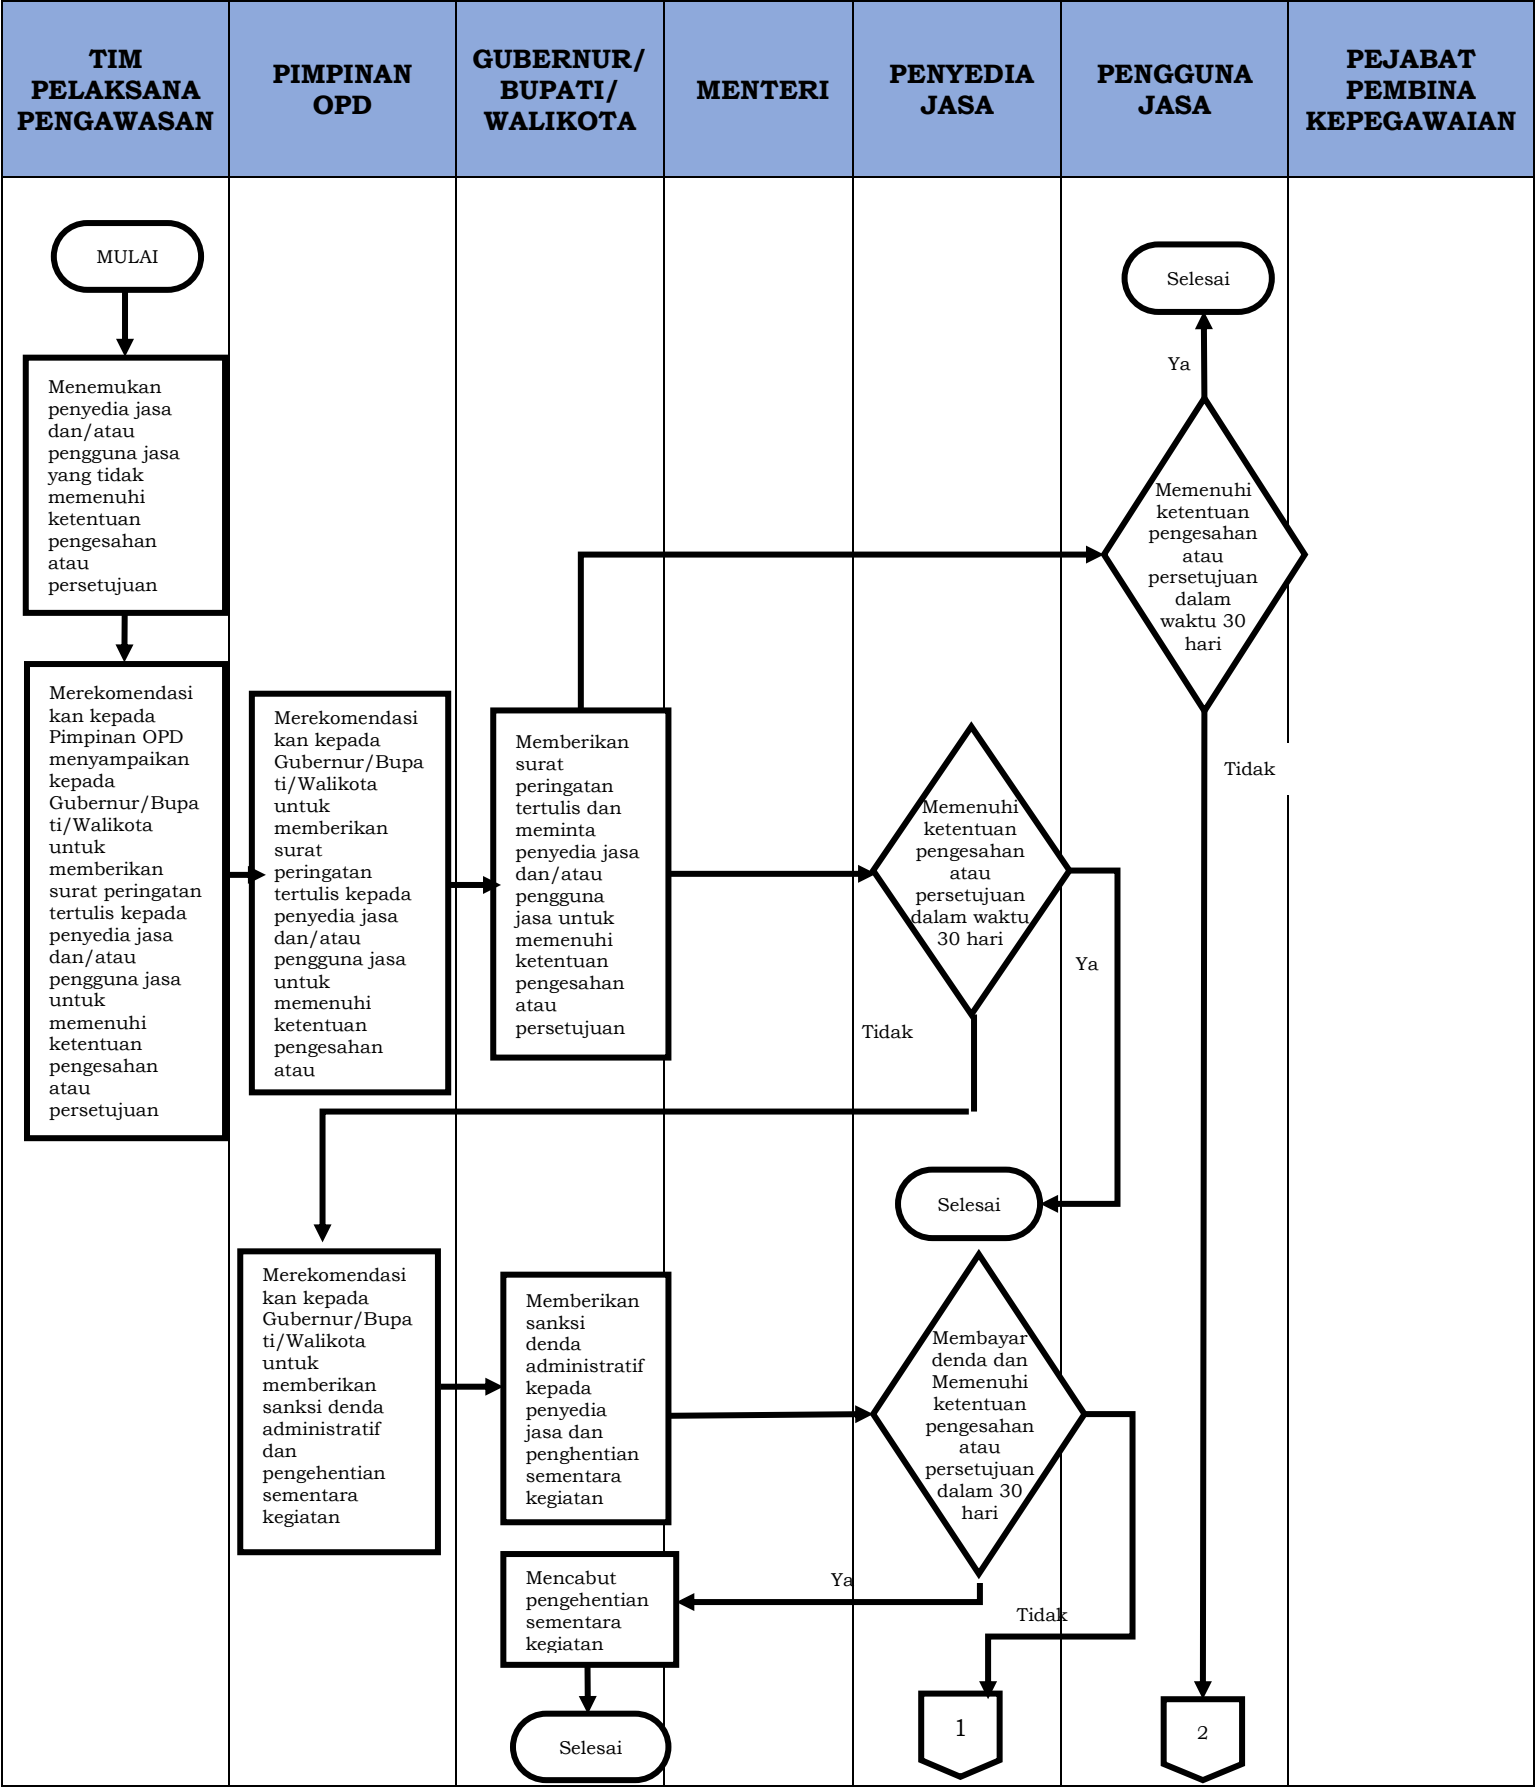 TIM
PELAKSANA
PENGAWASAN
PIMPINAN
OPD
GUBERNUR/
BUPATI/
WALIKOTA
MENTERI
PENYEDIA
JASA
PENGGUNA
JASA
PEJABAT
PEMBINA
KEPEGAWAIAN
MULAI
Menemukan
penyedia jasa
dan/atau
pengguna jasa
yang tidak
memenuhi
ketentuan
pengesahan
atau
persetujuan
Merekomendasi
kan kepada
Pimpinan OPD
menyampaikan
kepada
Gubernur/Bupa
ti/Walikota
untuk
memberikan
surat peringatan
tertulis kepada
penyedia jasa
dan/atau
pengguna jasa
untuk
memenuhi
ketentuan
pengesahan
atau
persetujuan
Merekomendasi
kan kepada
Gubernur/Bupa
ti/Walikota
untuk
memberikan
surat
peringatan
tertulis kepada
penyedia jasa
dan/atau
pengguna jasa
untuk
memenuhi
ketentuan
pengesahan
atau
Memberikan
surat
peringatan
tertulis dan
meminta
penyedia jasa
dan/atau
pengguna
jasa untuk
memenuhi
ketentuan
pengesahan
atau
persetujuan
Selesai
Ya
Memenuhi
ketentuan
pengesahan
atau
persetujuan
dalam
waktu 30
hari
Tidak
Memenuhi
ketentuan
pengesahan
atau
persetujuan
dalam waktu
30 hari
Ya
Tidak
Selesai
Merekomendasi
kan kepada
Gubernur/Bupa
ti/Walikota
untuk
memberikan
sanksi denda
administratif
dan
pengehentian
sementara
kegiatan
Memberikan
sanksi
denda
administratif
kepada
penyedia
jasa dan
penghentian
sementara
kegiatan
Membayar
denda dan
Memenuhi
ketentuan
pengesahan
atau
persetujuan
dalam 30
hari
Ya
Tidak
Mencabut
pengehentian
sementara
kegiatan
Selesai
1
2